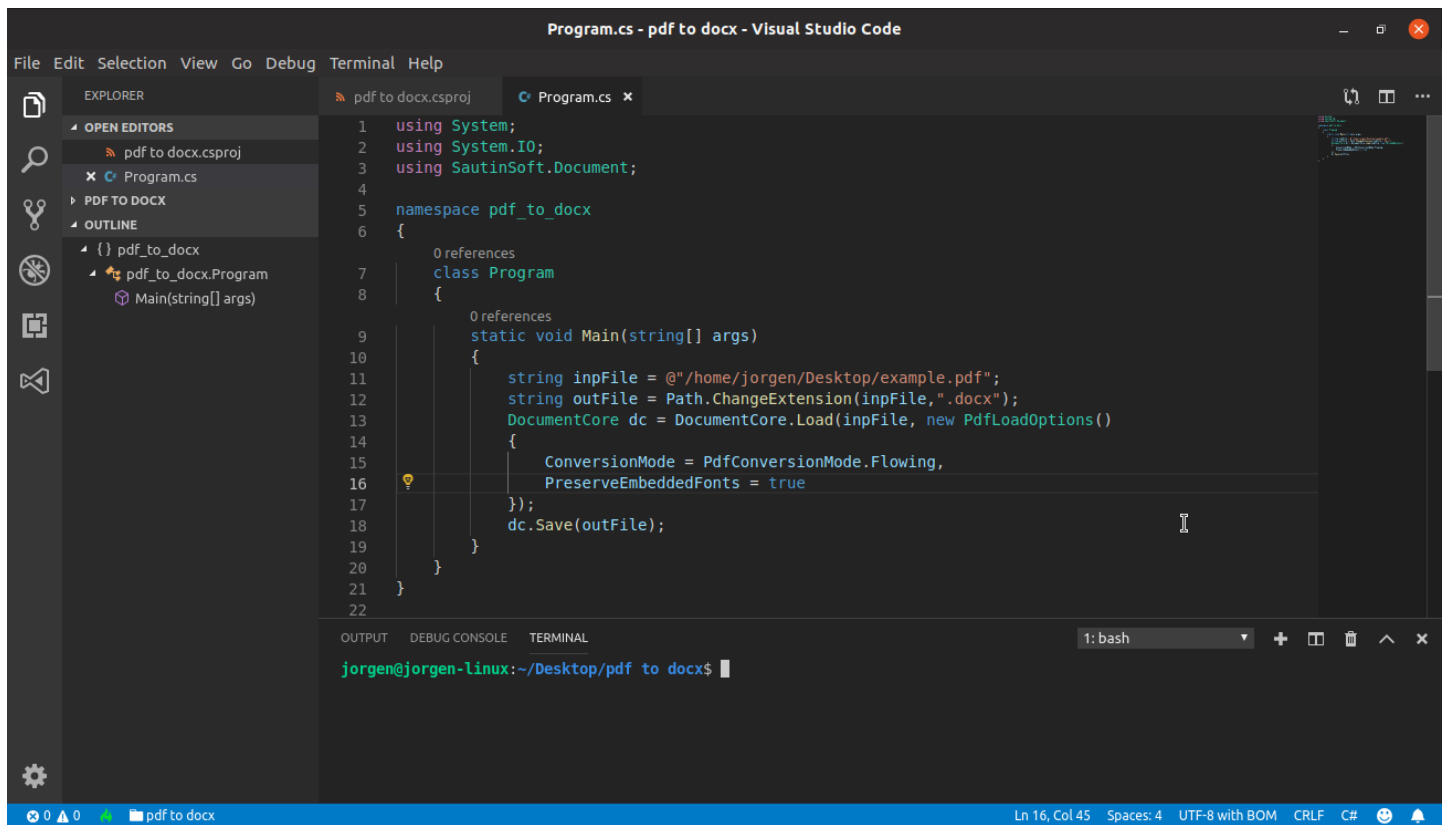 Program.cs - pdf to docx - Visual Studio Code
File Edit Selection View Go Debug Terminal Help
EXPLORER
OPEN EDITORS
pdf to docx.csproj
Program.cs
PDF TO DOCX
OUTLINE
{ } pdf_to_docx
pdf_to_docx.Program
Main(string[] args)
pdf to docx.csproj
Program.cs
1 using System;
2 using System.IO;
3 using SautinSoft.Document;
4
5 namespace pdf_to_docx
6 {
0 references
7 class Program
8 {
0 references
9 static void Main(string[] args)
10 {
11 string inpFile = @"/home/jorgen/Desktop/example.pdf";
12 string outFile = Path.ChangeExtension(inpFile,".docx");
13 DocumentCore dc = DocumentCore.Load(inpFile, new PdfLoadOptions()
14 {
15 ConversionMode = PdfConversionMode.Flowing,
16 PreserveEmbeddedFonts = true
17 });
18 dc.Save(outFile);
19 }
20 }
21 }
22
OUTPUT DEBUG CONSOLE TERMINAL 1: bash
jorgen@jorgen-linux:~/Desktop/pdf to docx$
0 0 pdf to docx Ln 16, Col 45 Spaces: 4 UTF-8 with BOM CRLF C#